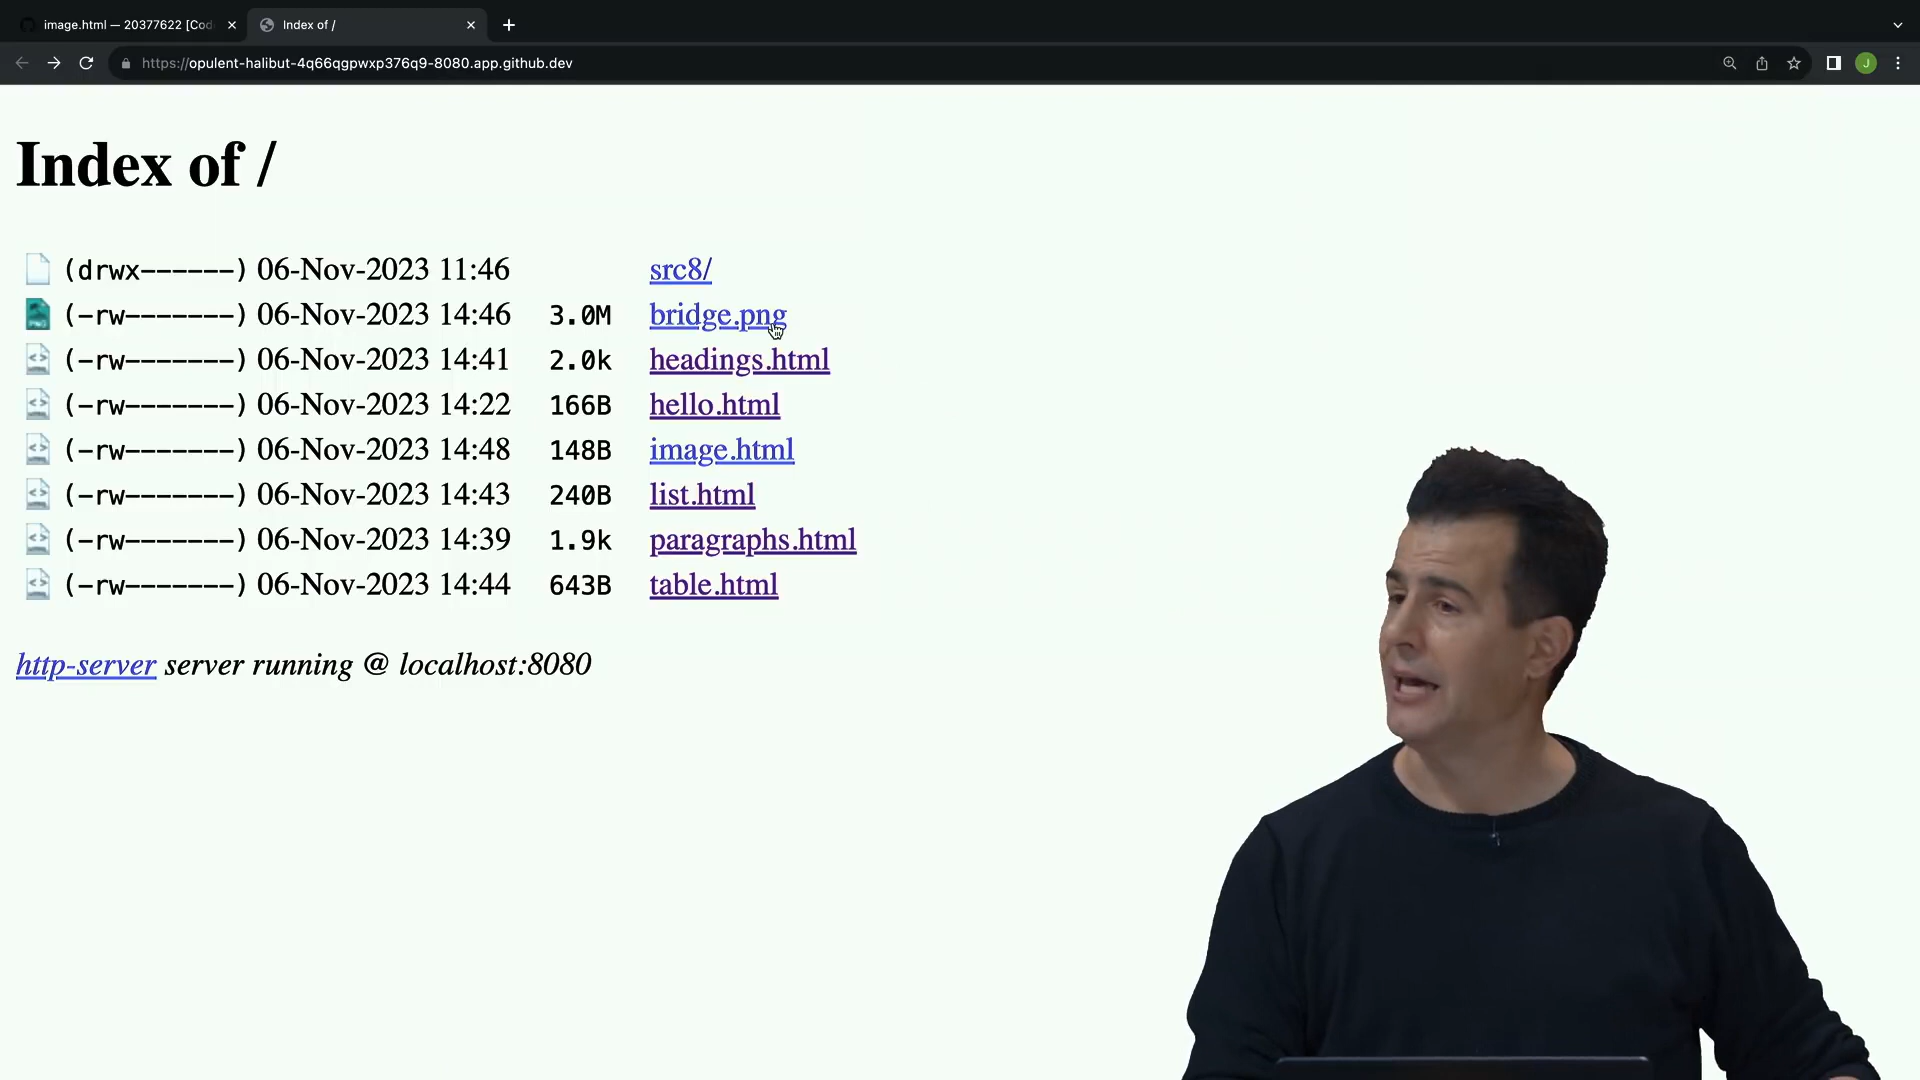 image.html — 20377622 [Cod
Index of /
https://opulent-halibut-4q66qgpwxp376q9-8080.app.github.dev
J
Index of /
(drwx------) 06-Nov-2023 11:46 src8/
(-rw-------) 06-Nov-2023 14:46 3.0M bridge.png
(-rw-------) 06-Nov-2023 14:41 2.0k headings.html
(-rw-------) 06-Nov-2023 14:22 166B hello.html
(-rw-------) 06-Nov-2023 14:48 148B image.html
(-rw-------) 06-Nov-2023 14:43 240B list.html
(-rw-------) 06-Nov-2023 14:39 1.9k paragraphs.html
(-rw-------) 06-Nov-2023 14:44 643B table.html
http-server server running @ localhost:8080